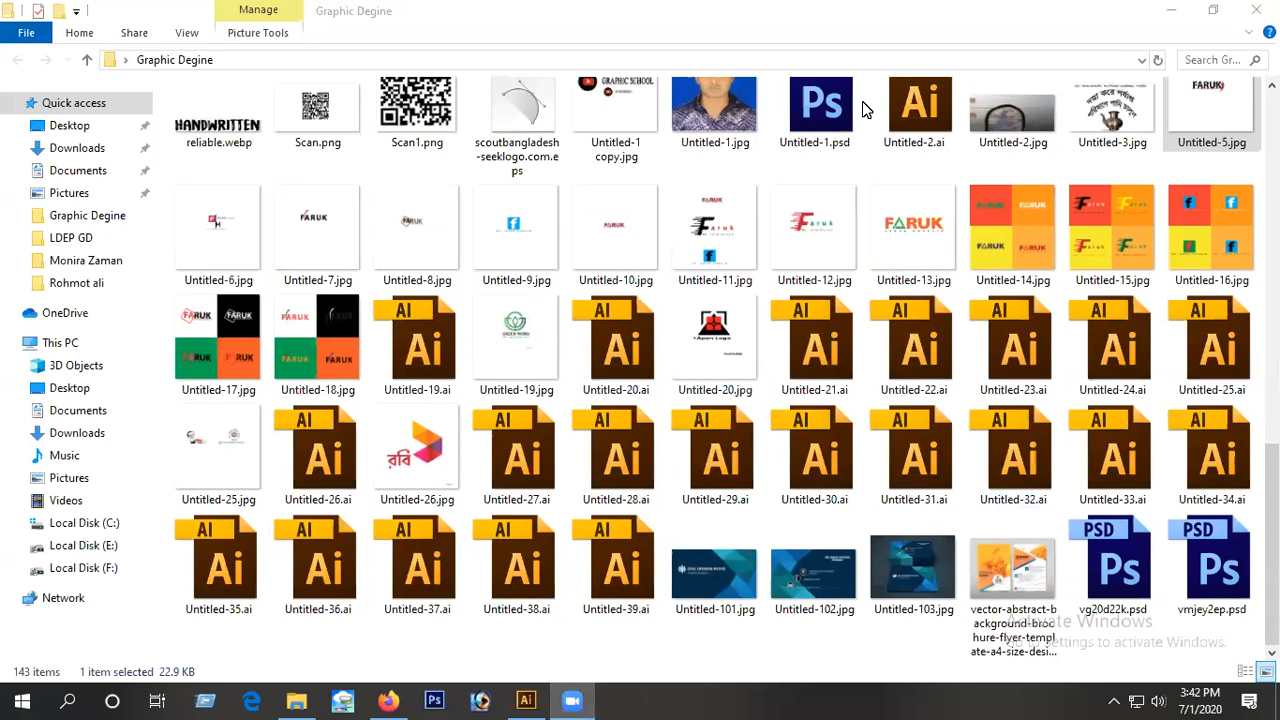 Manage
Graphic Degine
File
Home
Share
View
Picture Tools
Graphic Degine
Search Gr...
Quick access
Desktop
Downloads
Documents
Pictures
Graphic Degine
LDEP GD
Monira Zaman
Rohmot ali
OneDrive
This PC
3D Objects
Desktop
Documents
Downloads
Music
Pictures
Videos
Local Disk (C:)
Local Disk (E:)
Local Disk (F:)
Network
HANDWRITTEN
GRAPHIC SCHOOL
Ps
Ai
FARUK
reliable.webp
Scan.png
Scan1.png
scoutbangladesh-seeklogo.com.e
ps
Untitled-1
copy.jpg
Untitled-1.jpg
Untitled-1.psd
Untitled-2.ai
Untitled-2.jpg
Untitled-3.jpg
Untitled-5.jpg
FARUK
FARUK
FARUK
Faruk
Faruk
FARUK
Untitled-6.jpg
Untitled-7.jpg
Untitled-8.jpg
Untitled-9.jpg
Untitled-10.jpg
Untitled-11.jpg
Untitled-12.jpg
Untitled-13.jpg
Untitled-14.jpg
Untitled-15.jpg
Untitled-16.jpg
Untitled-17.jpg
Untitled-18.jpg
Untitled-19.ai
Untitled-19.jpg
Untitled-20.ai
Untitled-20.jpg
Untitled-21.ai
Untitled-22.ai
Untitled-23.ai
Untitled-24.ai
Untitled-25.ai
রবি
Untitled-25.jpg
Untitled-26.ai
Untitled-26.jpg
Untitled-27.ai
Untitled-28.ai
Untitled-29.ai
Untitled-30.ai
Untitled-31.ai
Untitled-32.ai
Untitled-33.ai
Untitled-34.ai
Untitled-35.ai
Untitled-36.ai
Untitled-37.ai
Untitled-38.ai
Untitled-39.ai
Untitled-101.jpg
Untitled-102.jpg
Untitled-103.jpg
vector-abstract-b
ackground-broc
hure-flyer-templ
ate-a4-size-desi...
vg20d22k.psd
vmjey2ep.psd
Activate Windows
Go to Settings to activate Windows.
143 items
1 item selected
22.9 KB
3:42 PM
7/1/2020